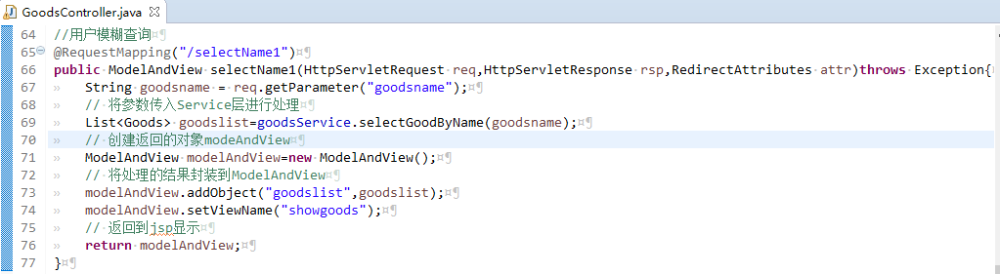 GoodsController.java
64 //用户模糊查询
65 @RequestMapping("/selectName1")
66 public ModelAndView selectName1(HttpServletRequest req,HttpServletResponse rsp,RedirectAttributes attr)throws Exception{
67 String goodsname = req.getParameter("goodsname");
68 // 将参数传入Service层进行处理
69 List<Goods> goodslist=goodsService.selectGoodByName(goodsname);
70 // 创建返回的对象modeAndView
71 ModelAndView modelAndView=new ModelAndView();
72 // 将处理的结果封装到ModelAndView
73 modelAndView.addObject("goodslist",goodslist);
74 modelAndView.setViewName("showgoods");
75 // 返回到jsp显示
76 return modelAndView;
77 }